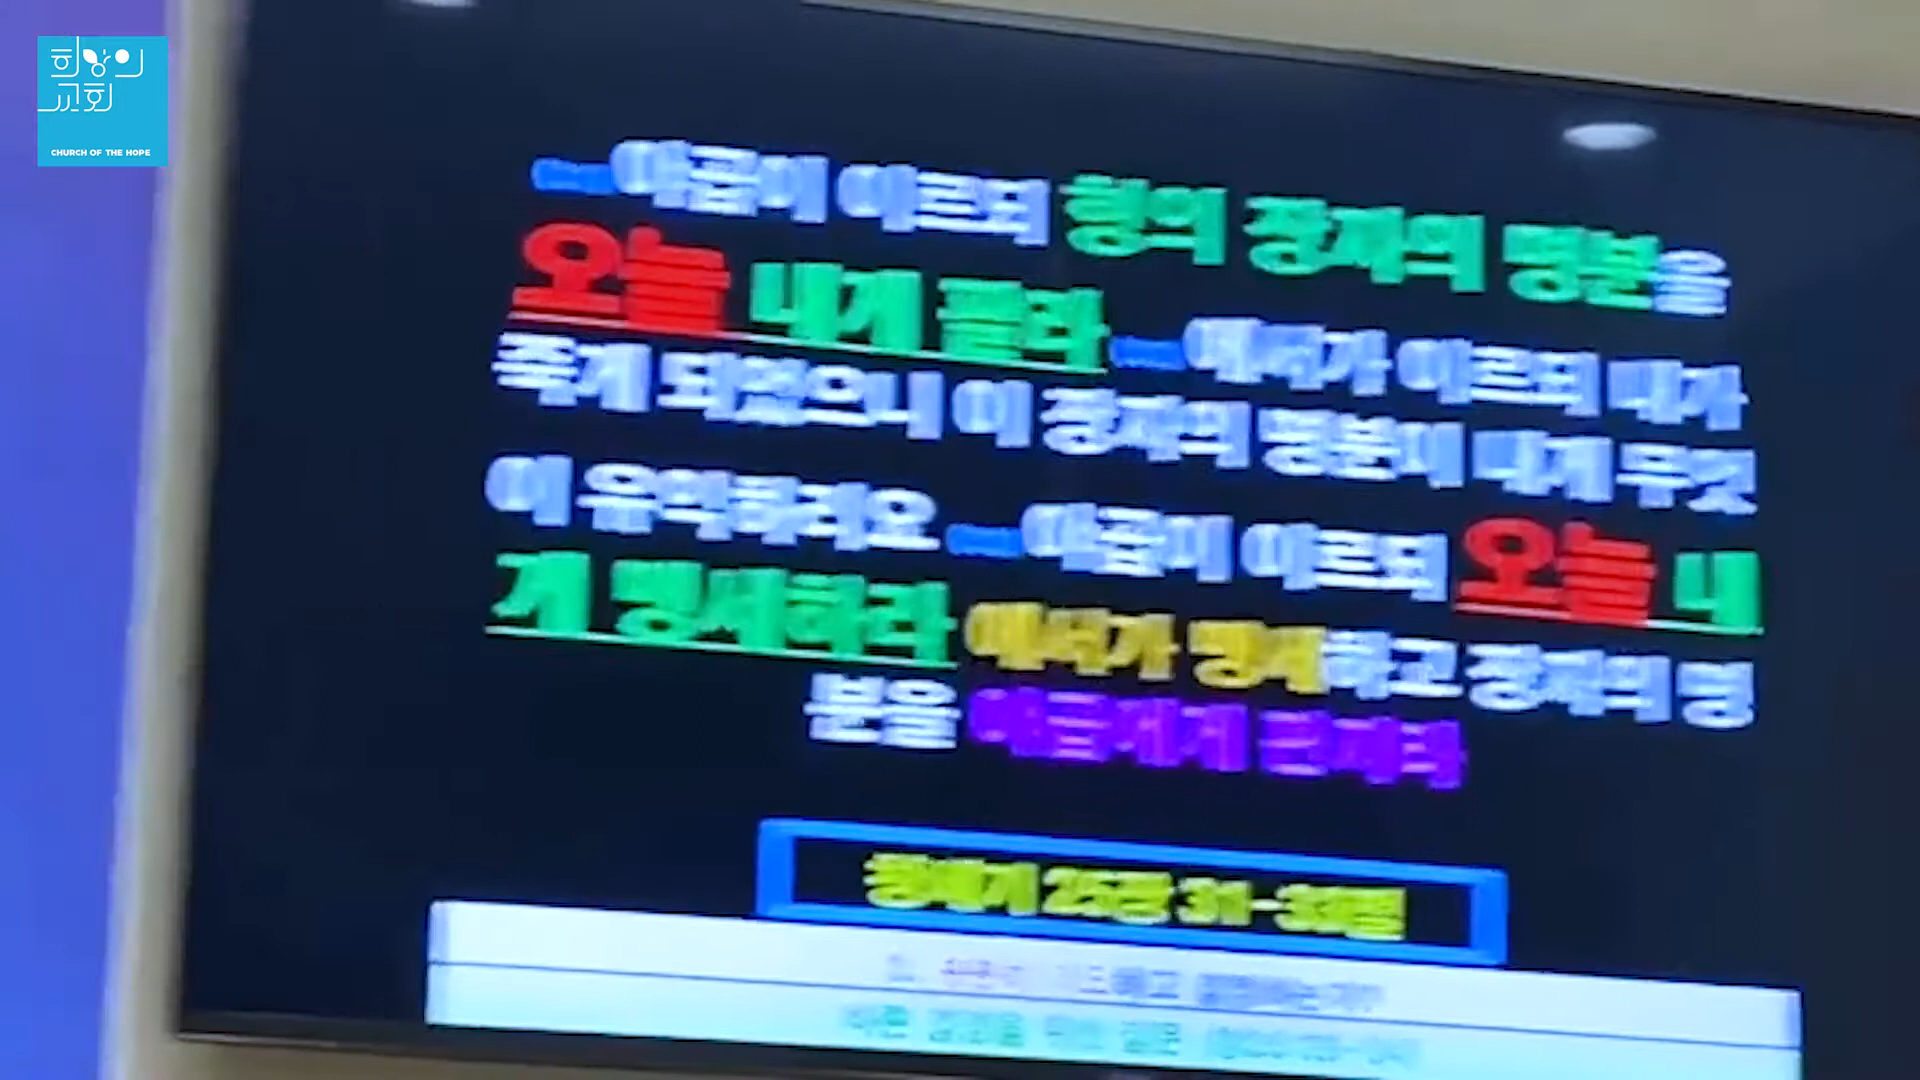 희망의
교회
CHURCH OF THE HOPE
야곱이 이르되 형의 장자의 명분을
오늘 내게 팔라 에서가 이르되 내가
죽게 되었으니 이 장자의 명분이 내게 무엇
이 유익하리요 야곱이 이르되 오늘 내
게 맹세하라 에서가 맹세하고 장자의 명
분을 야곱에게 판지라
창세기 25장 31-33절